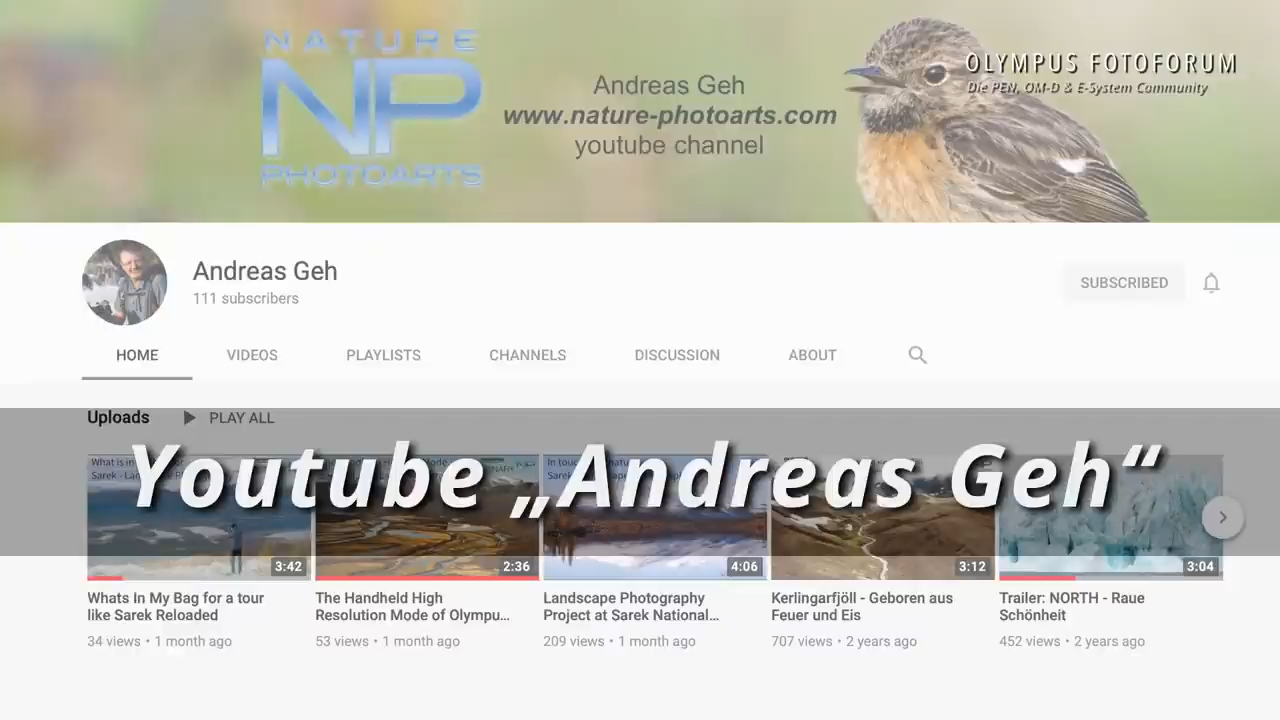 NATURE
NP
PHOTOARTS
Andreas Geh
www.nature-photoarts.com
youtube channel
OLYMPUS FOTOFORUM
Die PEN, OM-D & E-System Community
Andreas Geh
111 subscribers
SUBSCRIBED
HOME VIDEOS PLAYLISTS CHANNELS DISCUSSION ABOUT
Uploads PLAY ALL
Youtube „Andreas Geh“
3:42 2:36 4:06 3:12 3:04
Whats In My Bag for a tour
like Sarek Reloaded
34 views • 1 month ago
The Handheld High
Resolution Mode of Olympu...
53 views • 1 month ago
Landscape Photography
Project at Sarek National...
209 views • 1 month ago
Kerlingarfjöll - Geboren aus
Feuer und Eis
707 views • 2 years ago
Trailer: NORTH - Raue
Schönheit
452 views • 2 years ago